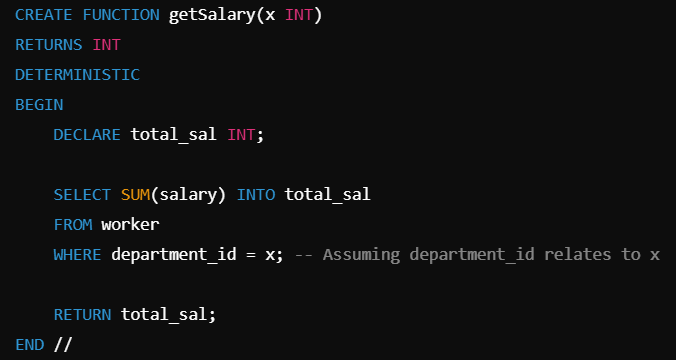 CREATE FUNCTION getSalary(x INT)
RETURNS INT
DETERMINISTIC
BEGIN
    DECLARE total_sal INT;

    SELECT SUM(salary) INTO total_sal
    FROM worker
    WHERE department_id = x; -- Assuming department_id relates to x

    RETURN total_sal;
END //